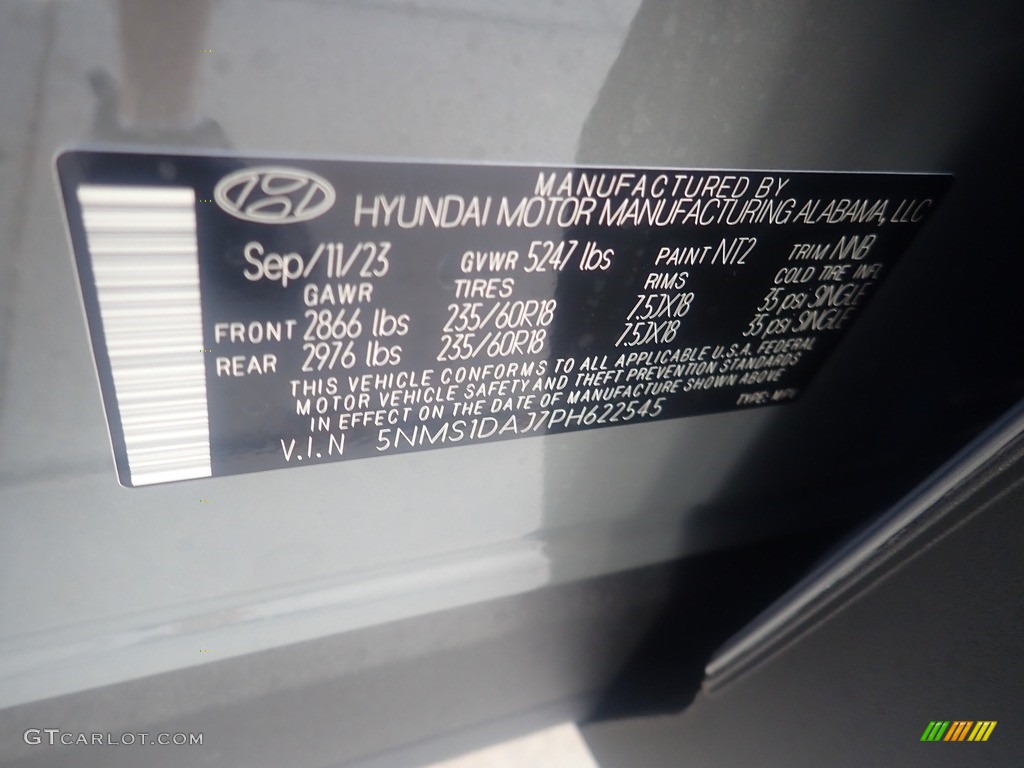 MANUFACTURED BY
HYUNDAI MOTOR MANUFACTURING ALABAMA, LLC
Sep/11/23 GVWR 5247 lbs PAINT NT2 TRIM NNB
GAWR TIRES RIMS COLD TIRE INFL
FRONT 2866 lbs 235/60R18 7.5JX18 35 psi SINGLE
REAR 2976 lbs 235/60R18 7.5JX18 35 psi SINGLE
THIS VEHICLE CONFORMS TO ALL APPLICABLE U.S.A. FEDERAL
MOTOR VEHICLE SAFETY AND THEFT PREVENTION STANDARDS
IN EFFECT ON THE DATE OF MANUFACTURE SHOWN ABOVE
V.I.N 5NMS1DAJ7PH622545 TYPE: MPV
GTCARLOT.COM